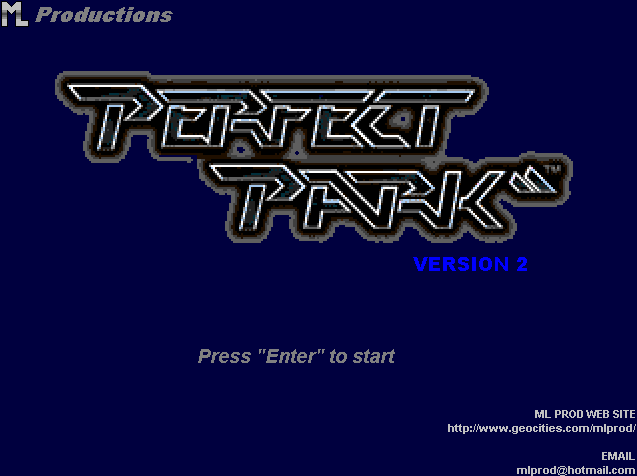 ML Productions
PERFECT
PARK ™
VERSION 2
Press "Enter" to start
ML PROD WEB SITE
http://www.geocities.com/mlprod/
EMAIL
mlprod@hotmail.com